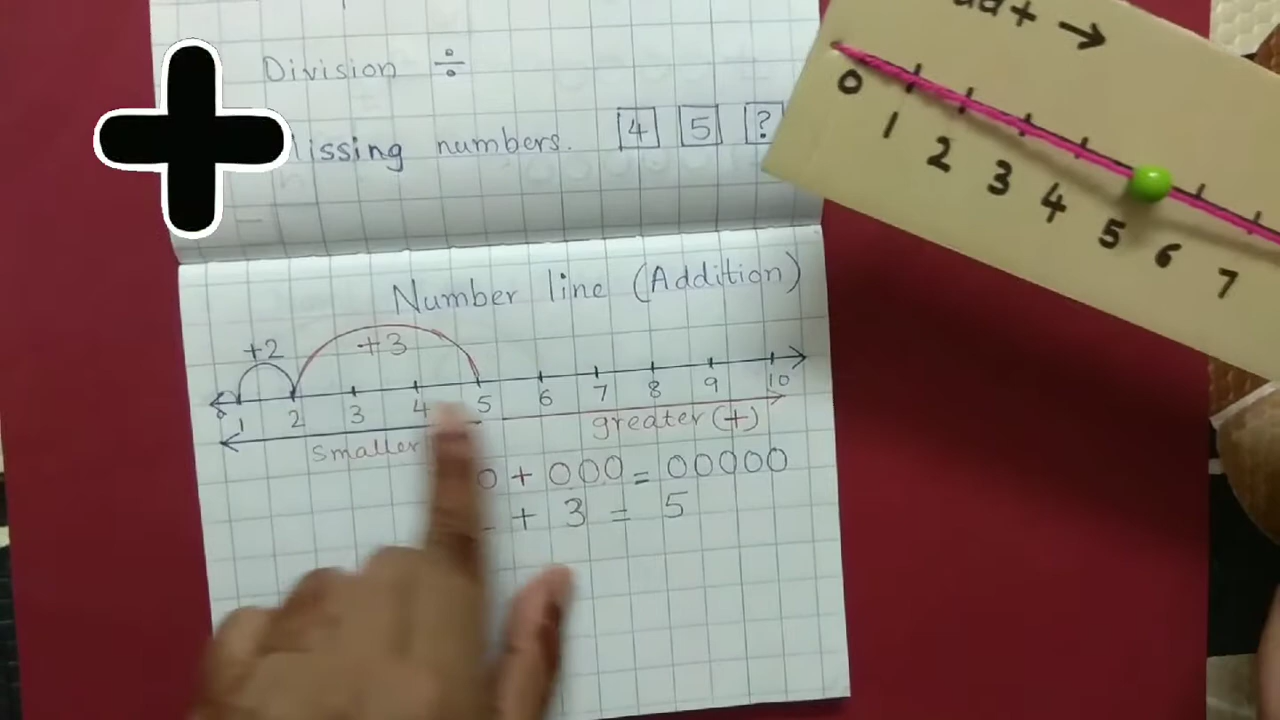 Division ÷
issing numbers. 4 5 ?
+ →
0 1 2 3 4 5 6 7
Number line (Addition)
+2 +3
0 1 2 3 4 5 6 7 8 9 10
smaller greater (+)
0 + 000 = 00000
+ 3 = 5